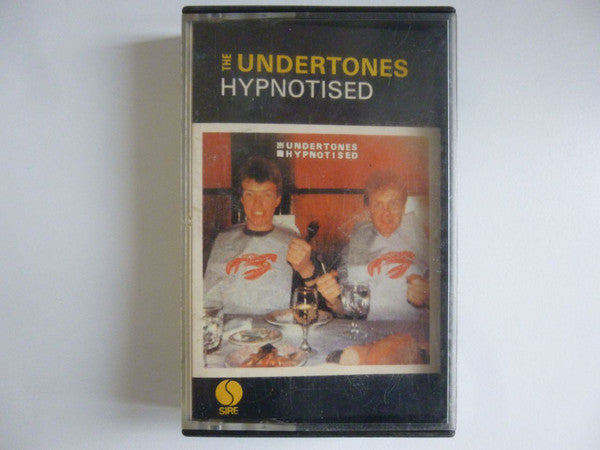 THE UNDERTONES
HYPNOTISED
THE UNDERTONES
HYPNOTISED
SIRE